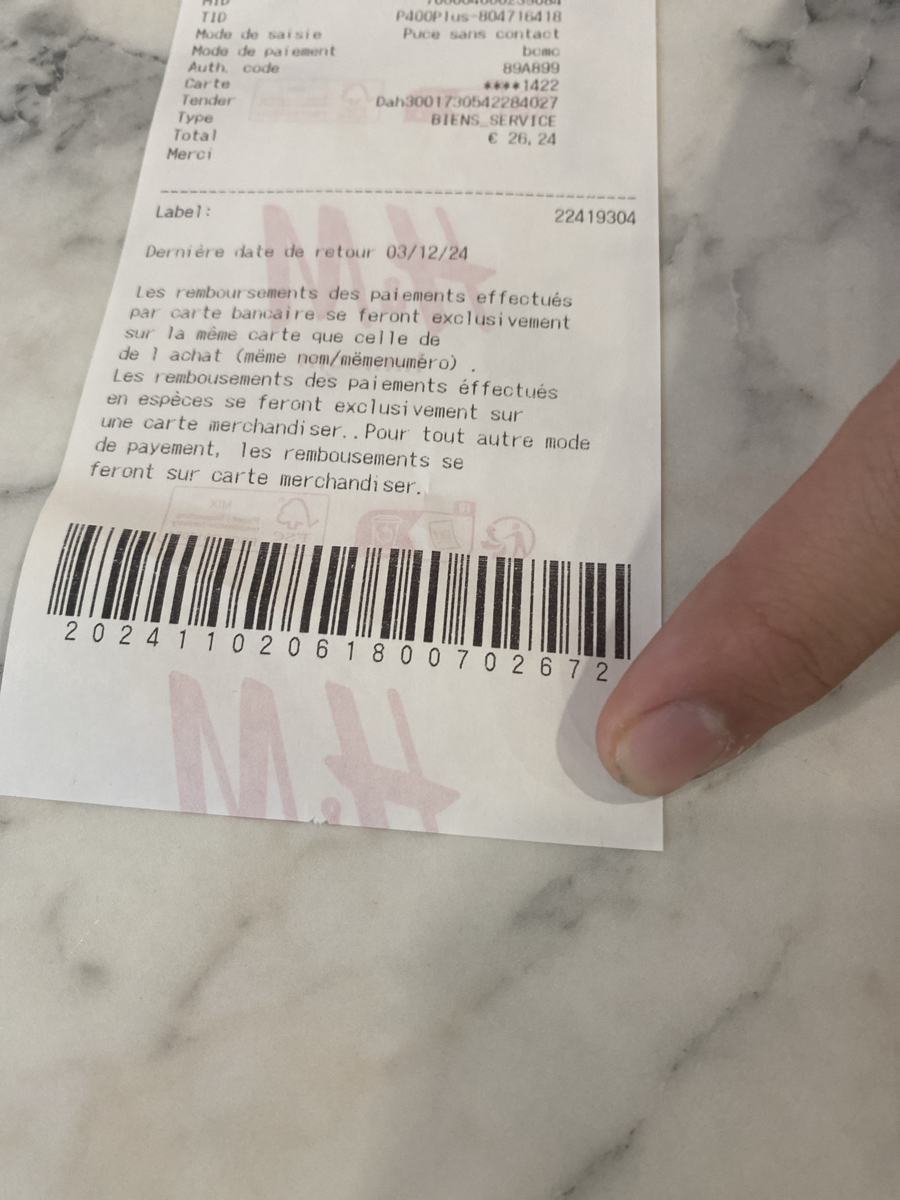 TID P400Plus-804716418
Mode de saisie Puce sans contact
Mode de paiement bcmc
Auth. code 89A899
Carte ****1422
Tender Dah3001730542284027
Type BIENS_SERVICE
Total € 26,24
Merci
Label: 22419304
Dernière date de retour 03/12/24
Les remboursements des paiements effectués
par carte bancaire se feront exclusivement
sur la même carte que celle de
de l achat (mëme nom/mëmenuméro) .
Les rembousements des paiements éffectués
en espèces se feront exclusivement sur
une carte merchandiser..Pour tout autre mode
de payement, les rembousements se
feront sur carte merchandiser.
20241102061800702672
H&M